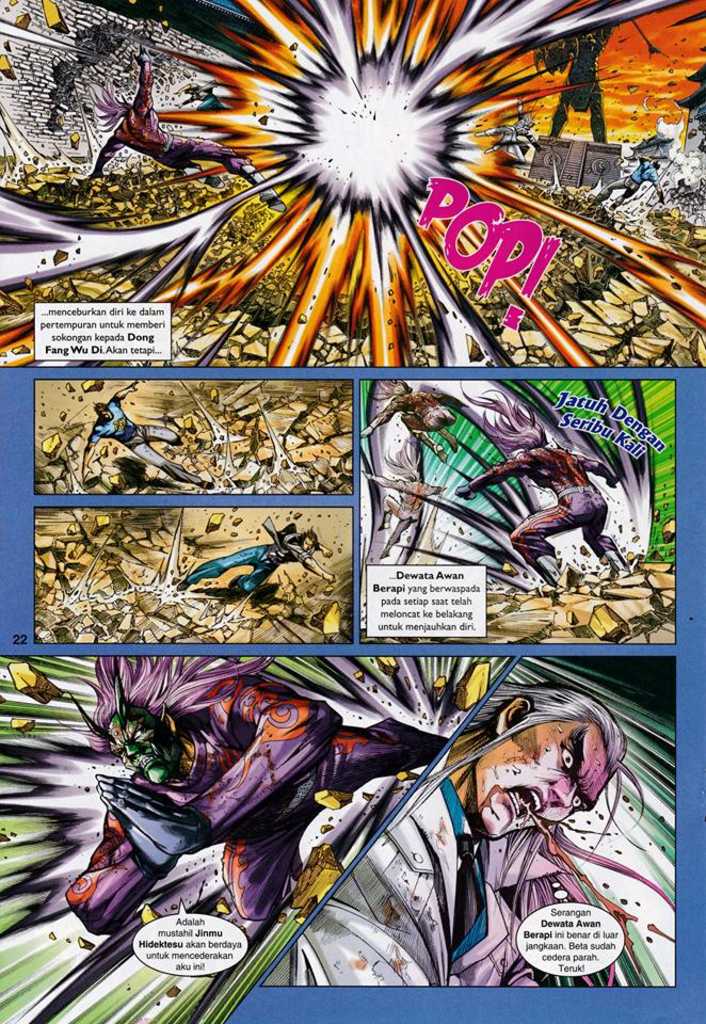 POP!
...menceburkan diri ke dalam
pertempuran untuk memberi
sokongan kepada Dong
Fang Wu Di. Akan tetapi...
Jatuh Dengan
Seribu Kali
...Dewata Awan
Berapi yang berwaspada
pada setiap saat telah
meloncat ke belakang
untuk menjauhkan diri.
22
Adalah
mustahil Jinmu
Hidektesu akan berdaya
untuk mencederakan
aku ini!
Serangan
Dewata Awan
Berapi ini benar di luar
jangkaan. Beta sudah
cedera parah.
Teruk!